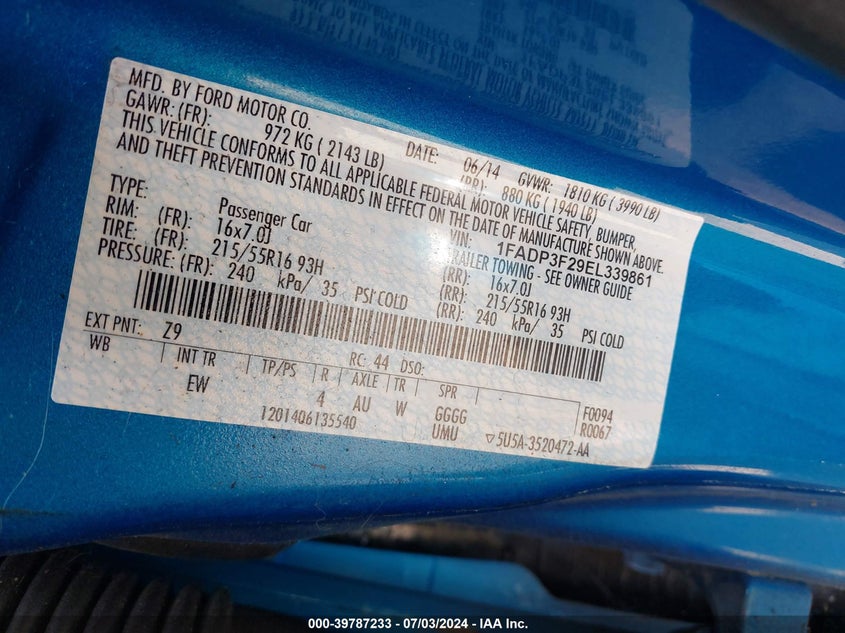 MFD. BY FORD MOTOR CO. DATE: 06/14 GVWR: 1810 KG ( 3990 LB)
GAWR: (FR): 972 KG ( 2143 LB) (RR): 880 KG ( 1940 LB)
THIS VEHICLE CONFORMS TO ALL APPLICABLE FEDERAL MOTOR VEHICLE SAFETY, BUMPER,
AND THEFT PREVENTION STANDARDS IN EFFECT ON THE DATE OF MANUFACTURE SHOWN ABOVE.
VIN: 1FADP3F29EL339861
TYPE: Passenger Car TRAILER TOWING - SEE OWNER GUIDE
RIM: (FR): 16x7.0J (RR): 16x7.0J
TIRE: (FR): 215/55R16 93H (RR): 215/55R16 93H
PRESSURE: (FR): 240 kPa/ 35 PSI COLD (RR): 240 kPa/ 35 PSI COLD
EXT PNT: Z9 RC: 44 DSO:
WB INT TR TP/PS R AXLE TR SPR
EW 4 AU W GGGG F0094
1201406135540 UMU R0067
▽5U5A-3520472-AA
000-39787233 - 07/03/2024 - IAA Inc.